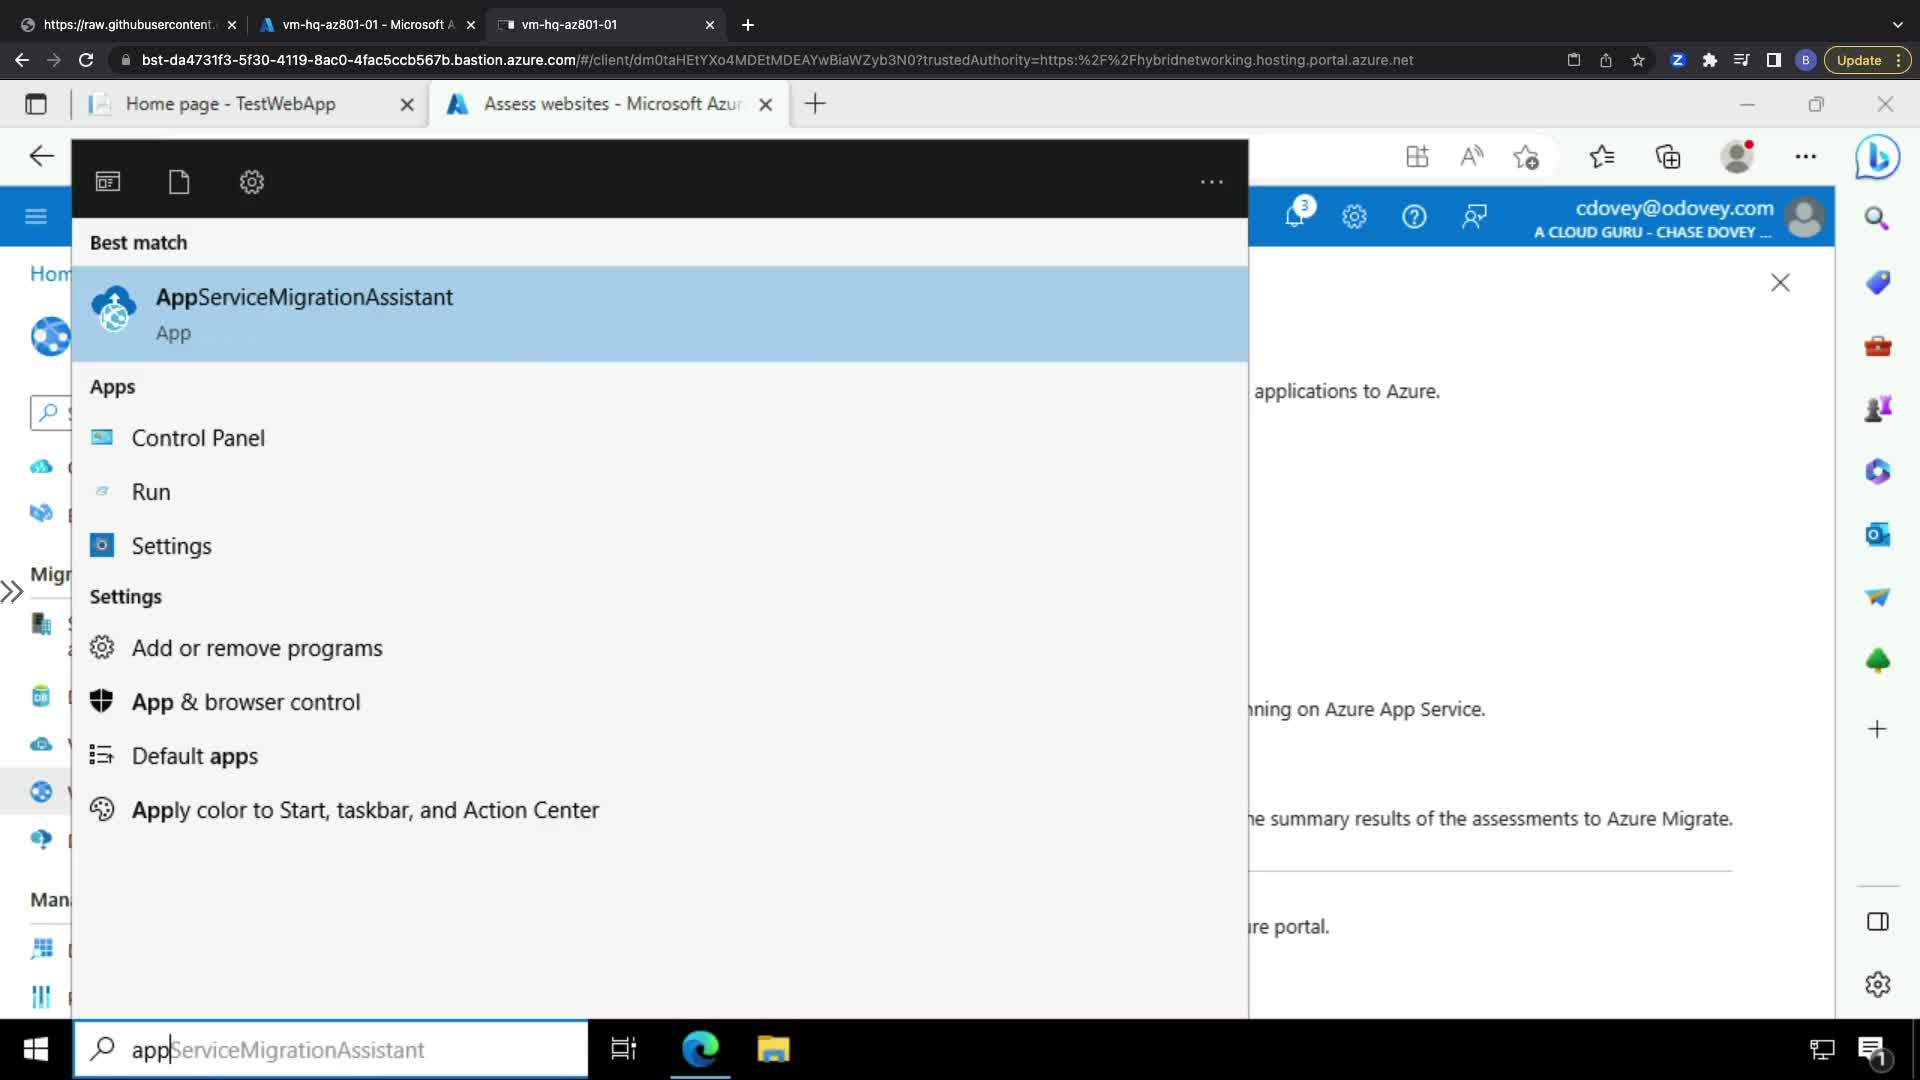 https://raw.githubusercontent.
vm-hq-az801-01 - Microsoft A
vm-hq-az801-01
bst-da4731f3-5f30-4119-8ac0-4fac5ccb567b.bastion.azure.com/#/client/dm0taHEtYXo4MDEtMDEAYwBiaWZyb3N0?trustedAuthority=https:%2F%2Fhybridnetworking.hosting.portal.azure.net
B
Update
Home page - TestWebApp
Assess websites - Microsoft Azur
3
cdovey@odovey.com
A CLOUD GURU - CHASE DOVEY ...
Best match
Hom
AppServiceMigrationAssistant
App
Apps
applications to Azure.
Control Panel
Run
Settings
Migr
Settings
Add or remove programs
App & browser control
nning on Azure App Service.
Default apps
Apply color to Start, taskbar, and Action Center
he summary results of the assessments to Azure Migrate.
Mana
ure portal.
appServiceMigrationAssistant
1